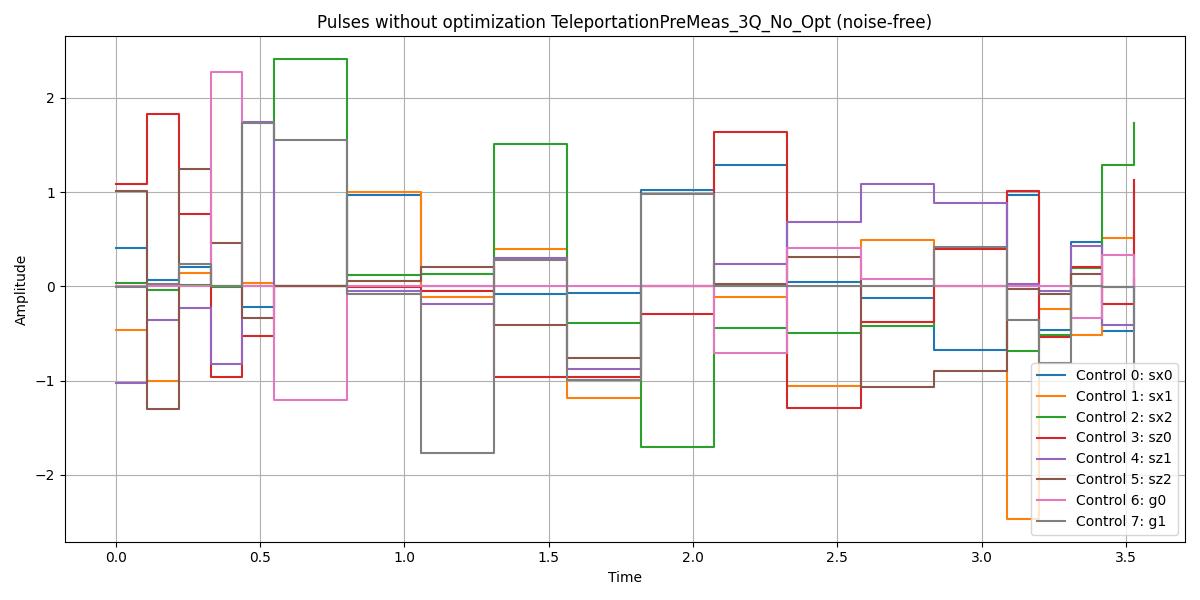 Pulses without optimization TeleportationPreMeas_3Q_No_Opt (noise-free)
Amplitude
2
1
0
−1
−2
0.0 0.5 1.0 1.5 2.0 2.5 3.0 3.5
Time
Control 0: sx0
Control 1: sx1
Control 2: sx2
Control 3: sz0
Control 4: sz1
Control 5: sz2
Control 6: g0
Control 7: g1